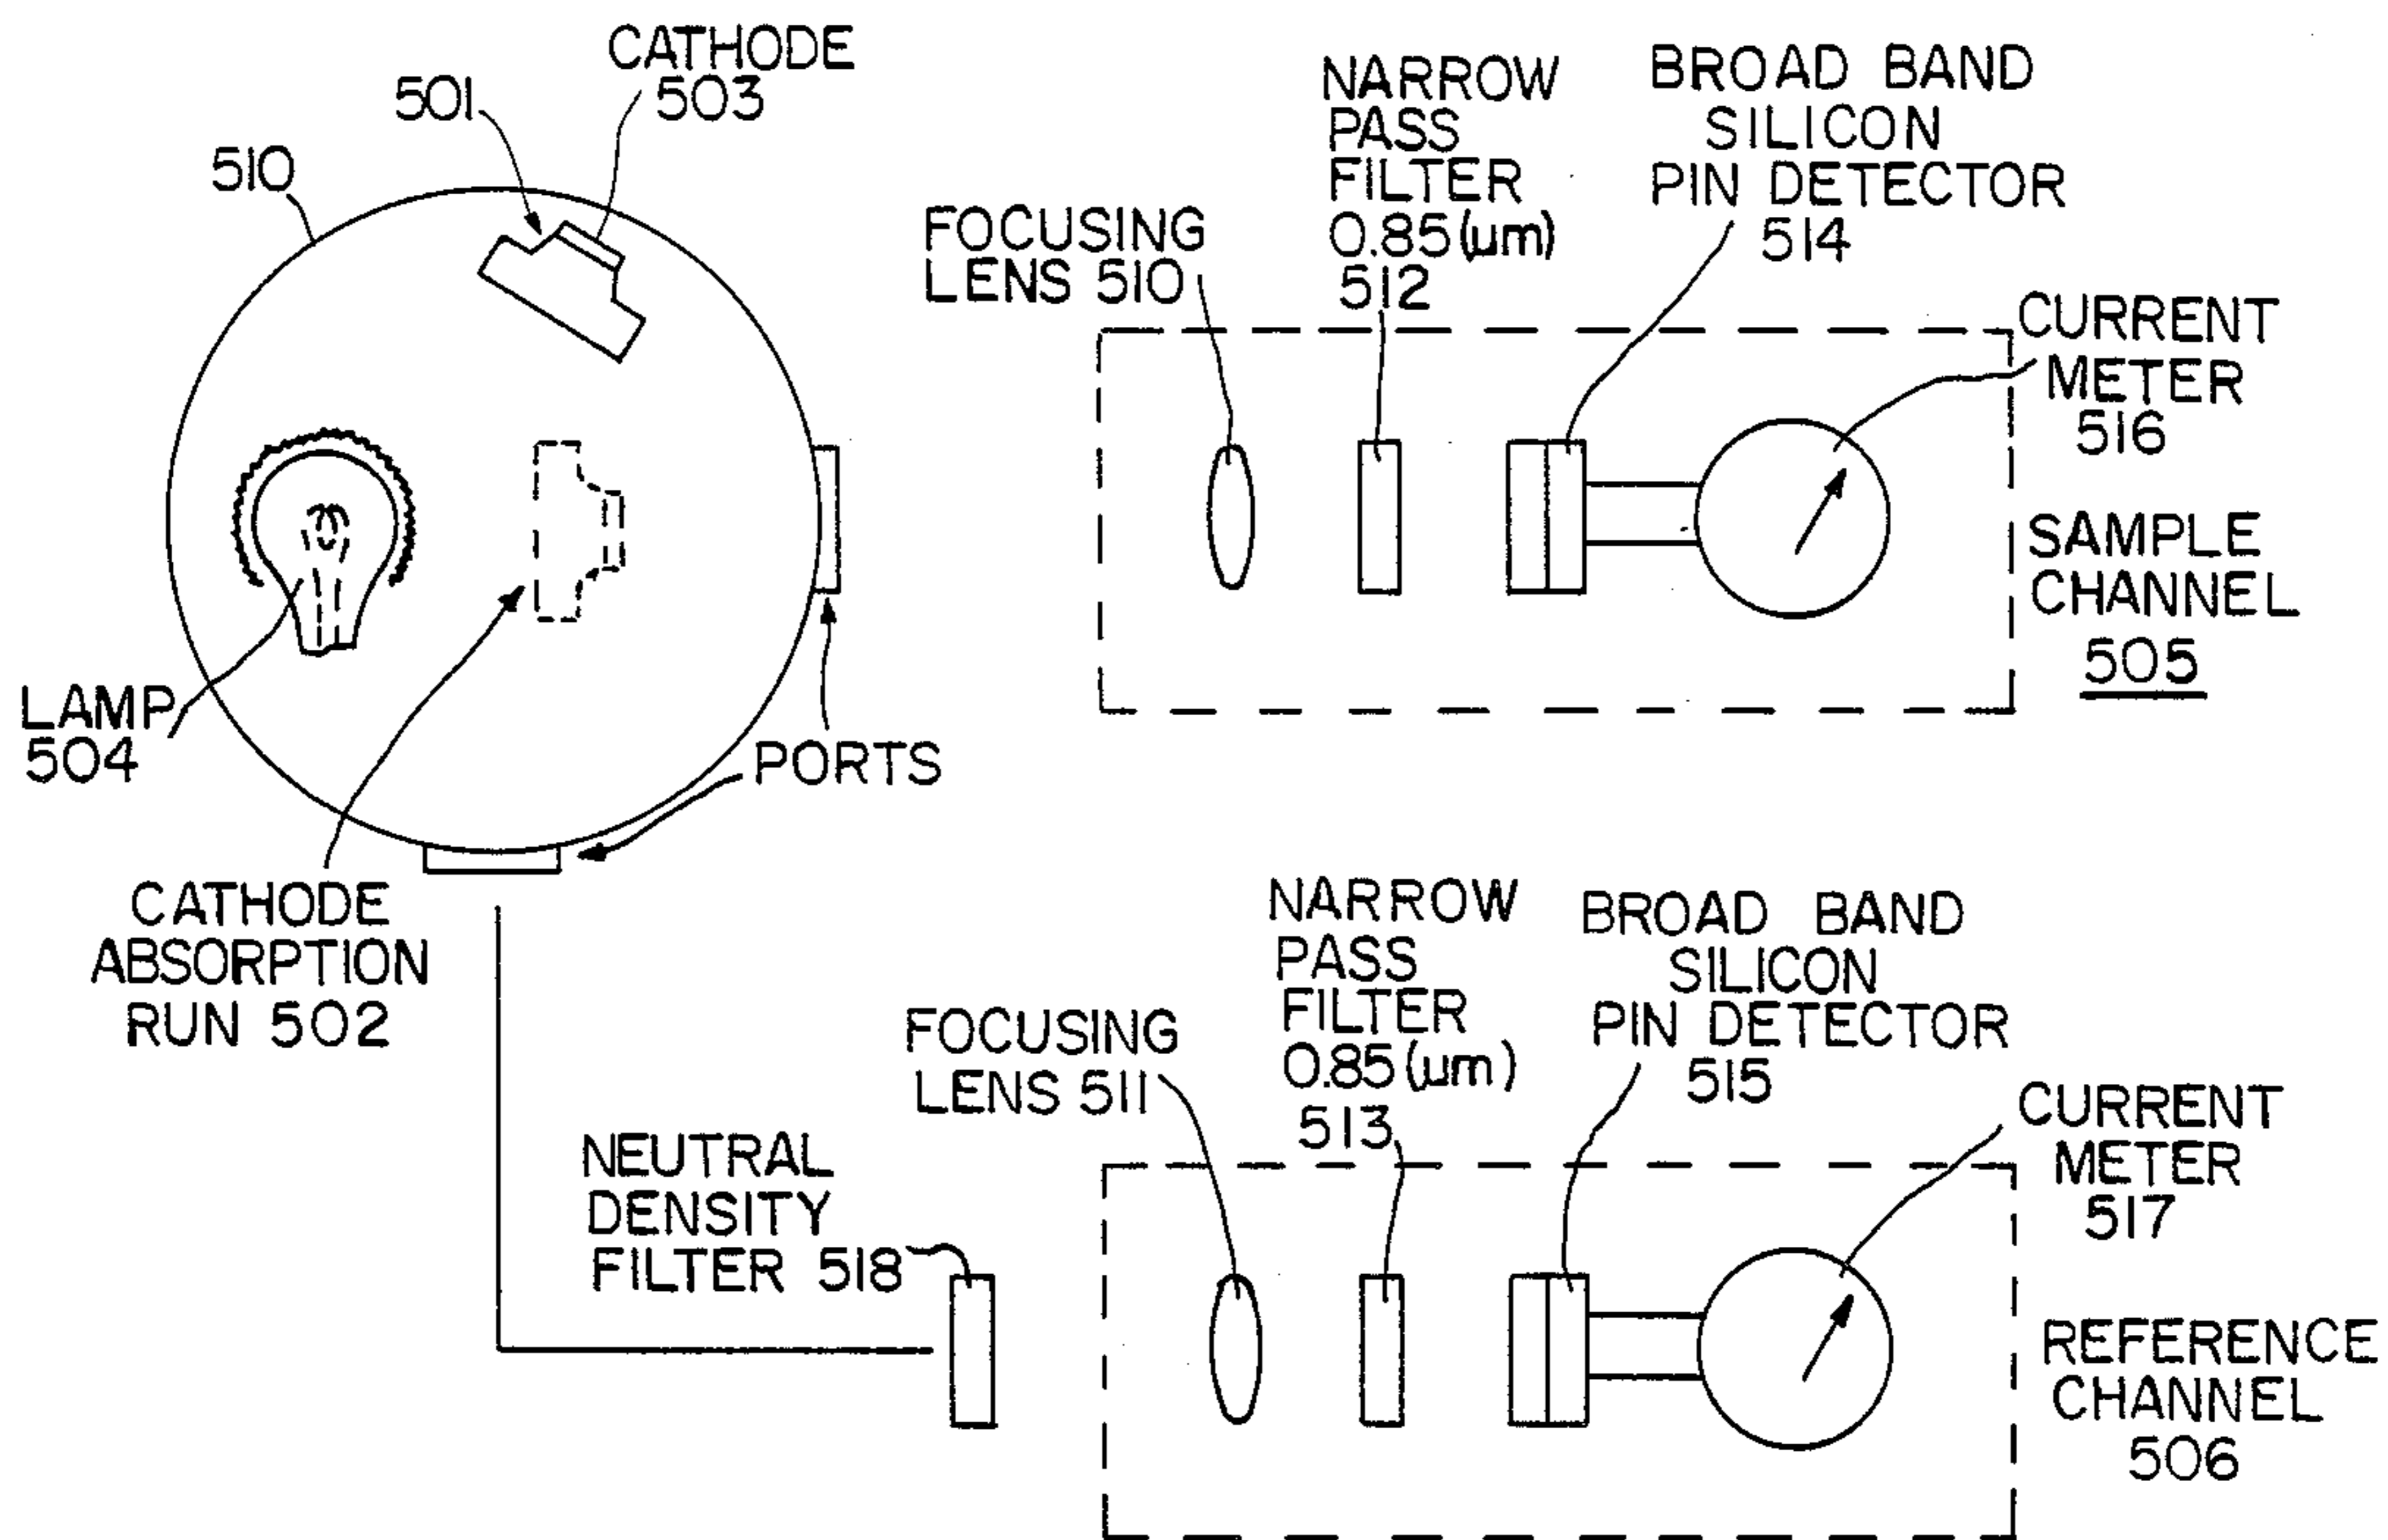 CATHODE
503
501
510
NARROW
PASS
FILTER
0.85(μm)
512
BROAD BAND
SILICON
PIN DETECTOR
514
FOCUSING
LENS 510
CURRENT
METER
516
SAMPLE
CHANNEL
505
LAMP
504
PORTS
CATHODE
ABSORPTION
RUN 502
NARROW
PASS
FILTER
0.85(μm)
513
BROAD BAND
SILICON
PIN DETECTOR
515
FOCUSING
LENS 511
CURRENT
METER
517
NEUTRAL
DENSITY
FILTER 518
REFERENCE
CHANNEL
506